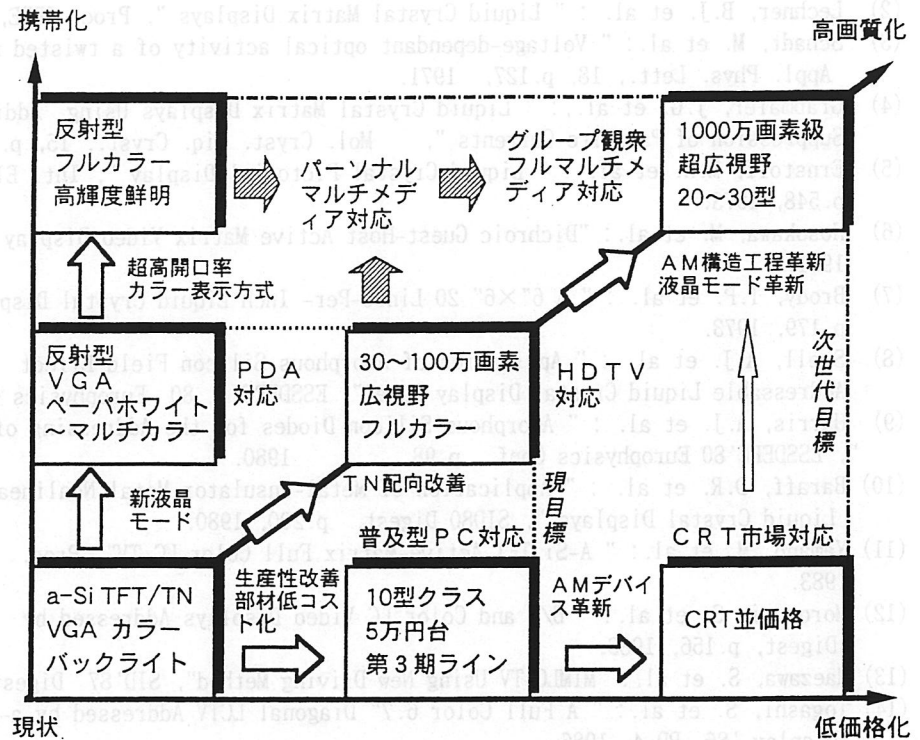 携帯化
高画質化
反射型
フルカラー
高輝度鮮明
パーソナル
マルチメデ
ィア対応
グループ観衆
フルマルチメ
ディア対応
1000万画素級
超広視野
20〜30型
超高開口率
カラー表示方式
AM構造工程革新
液晶モード革新
反射型
VGA
ペーパホワイト
〜マルチカラー
PDA
対応
30〜100万画素
広視野
フルカラー
HDTV
対応
次世代目標
新液晶
モード
N配向改善
普及型PC対応
現目標
CRT市場対応
a-Si TFT/TN
VGA カラー
バックライト
生産性改善
部材低コス
ト化
10型クラス
5万円台
第3期ライン
AMデバイ
ス革新
CRT並価格
現状
低価格化